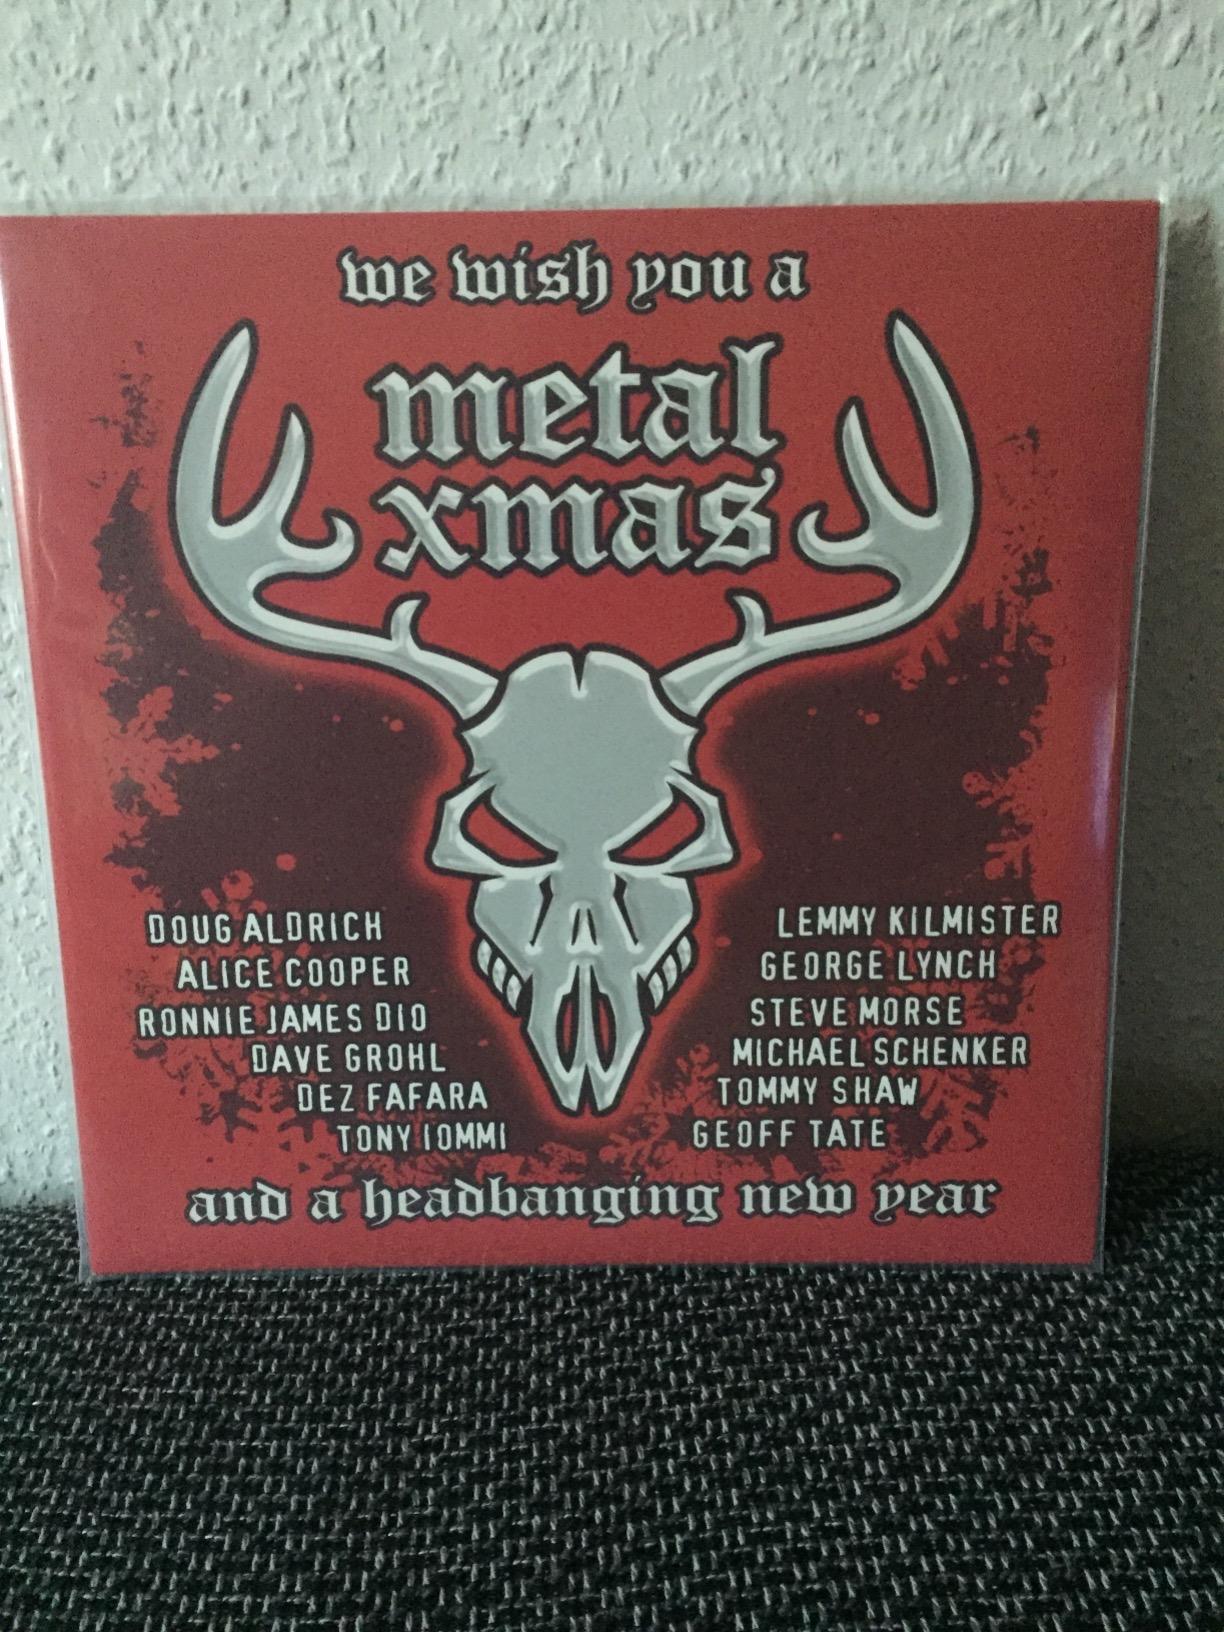 we wish you a
metal
xmas
DOUG ALDRICH
ALICE COOPER
RONNIE JAMES DIO
DAVE GROHL
DEZ FAFARA
TONY IOMMI
LEMMY KILMISTER
GEORGE LYNCH
STEVE MORSE
MICHAEL SCHENKER
TOMMY SHAW
GEOFF TATE
and a headbanging new year